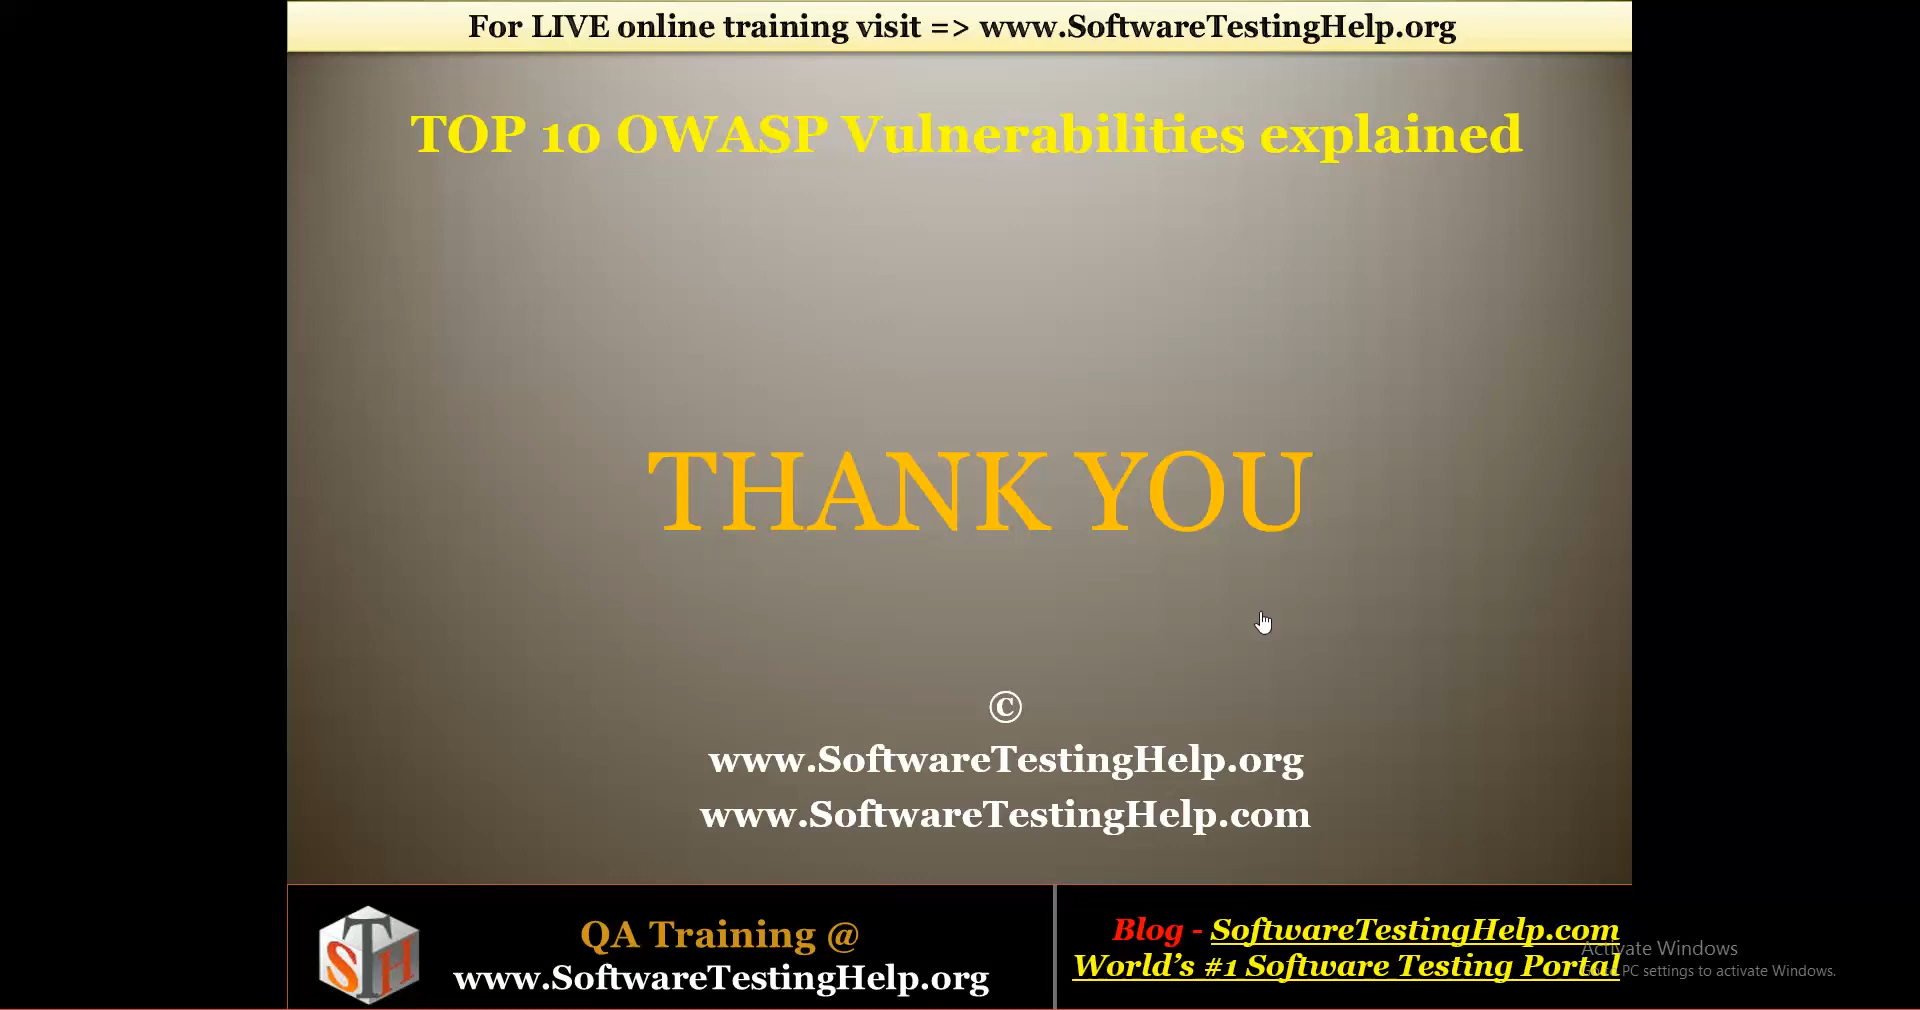 For LIVE online training visit => www.SoftwareTestingHelp.org
TOP 10 OWASP Vulnerabilities explained
THANK YOU
©
www.SoftwareTestingHelp.org
www.SoftwareTestingHelp.com
STH
QA Training @
www.SoftwareTestingHelp.org
Blog - SoftwareTestingHelp.com
World's #1 Software Testing Portal
Activate Windows
PC settings to activate Windows.